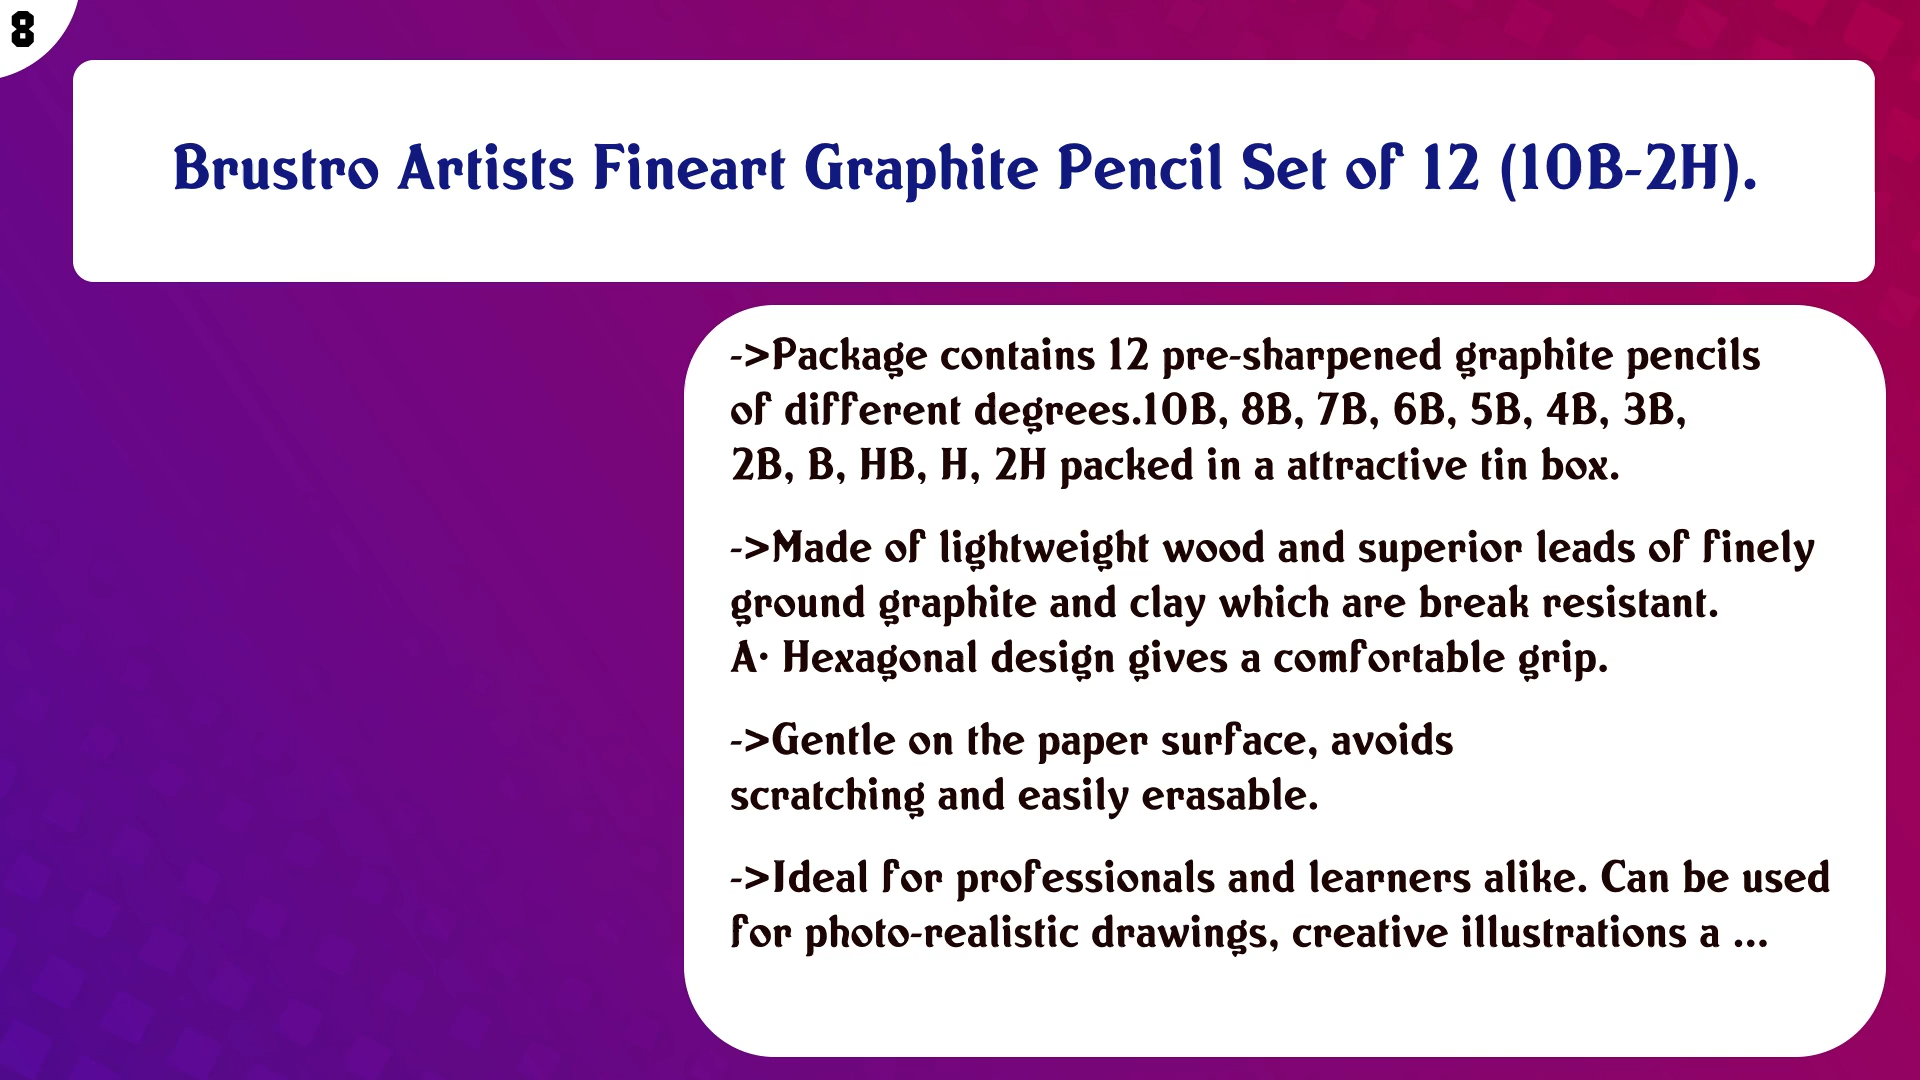 8
Brustro Artists Fineart Graphite Pencil Set of 12 (10B-2H).
->Package contains 12 pre-sharpened graphite pencils
of different degrees.10B, 8B, 7B, 6B, 5B, 4B, 3B,
2B, B, HB, H, 2H packed in a attractive tin box.
->Made of lightweight wood and superior leads of finely
ground graphite and clay which are break resistant.
A· Hexagonal design gives a comfortable grip.
->Gentle on the paper surface, avoids
scratching and easily erasable.
->Ideal for professionals and learners alike. Can be used
for photo-realistic drawings, creative illustrations a ...